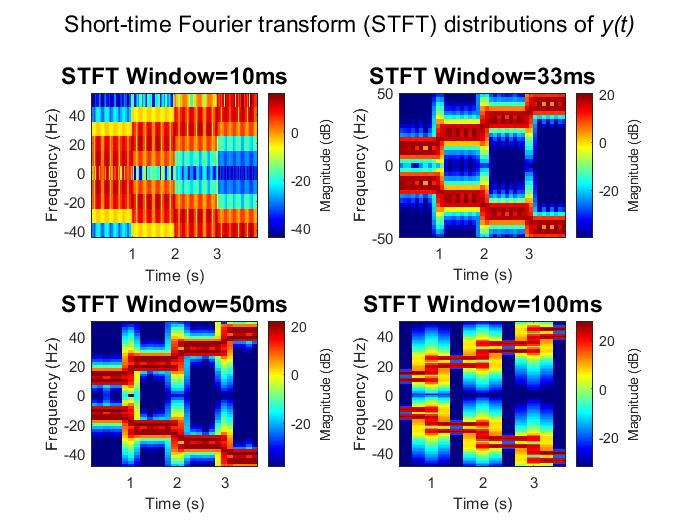 Short-time Fourier transform (STFT) distributions of y(t)
STFT Window=10ms
Frequency (Hz)
40
20
0
-20
-40
1 2 3
Time (s)
0
-20
-40
Magnitude (dB)
STFT Window=33ms
Frequency (Hz)
50
0
-50
1 2 3
Time (s)
20
0
-20
Magnitude (dB)
STFT Window=50ms
Frequency (Hz)
40
20
0
-20
-40
1 2 3
Time (s)
20
0
-20
Magnitude (dB)
STFT Window=100ms
Frequency (Hz)
40
20
0
-20
-40
1 2 3
Time (s)
20
0
-20
Magnitude (dB)